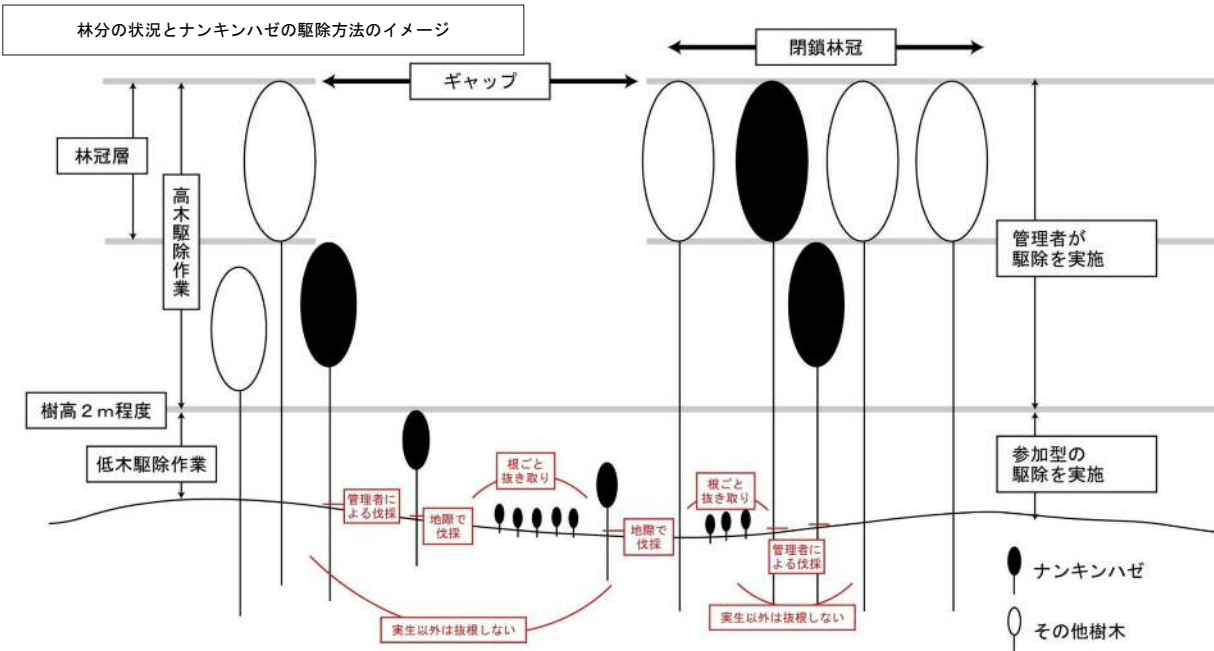 林分の状況とナンキンハゼの駆除方法のイメージ
閉鎖林冠
ギャップ
林冠層
高木駆除作業
管理者が
駆除を実施
樹高２ｍ程度
低木駆除作業
参加型の
駆除を実施
根ごと
抜き取り
根ごと
抜き取り
管理者に
よる伐採
地際で
伐採
地際で
伐採
管理者に
よる伐採
実生以外は抜根しない
実生以外は抜根しない
ナンキンハゼ
その他樹木